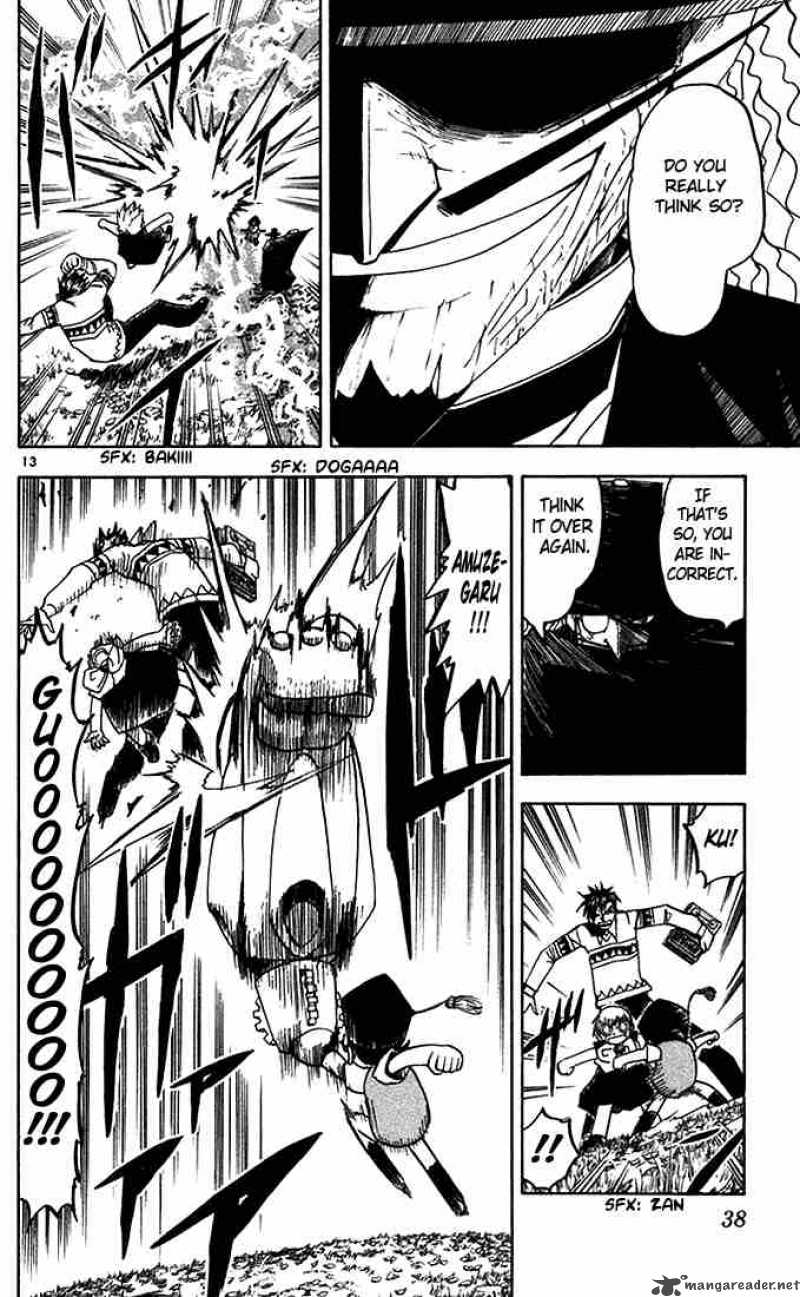 DO YOU
REALLY
THINK SO?
SFX: BAKIIII
13
SFX: DOGAAAA
IF
THAT'S
SO, YOU
ARE IN-
CORRECT.
THINK
IT OVER
AGAIN.
KU!
!!
SFX: ZAN
AMUZE-
GARU
!!!
GUOOOOOOOOOO!!!
38
mangareader.net